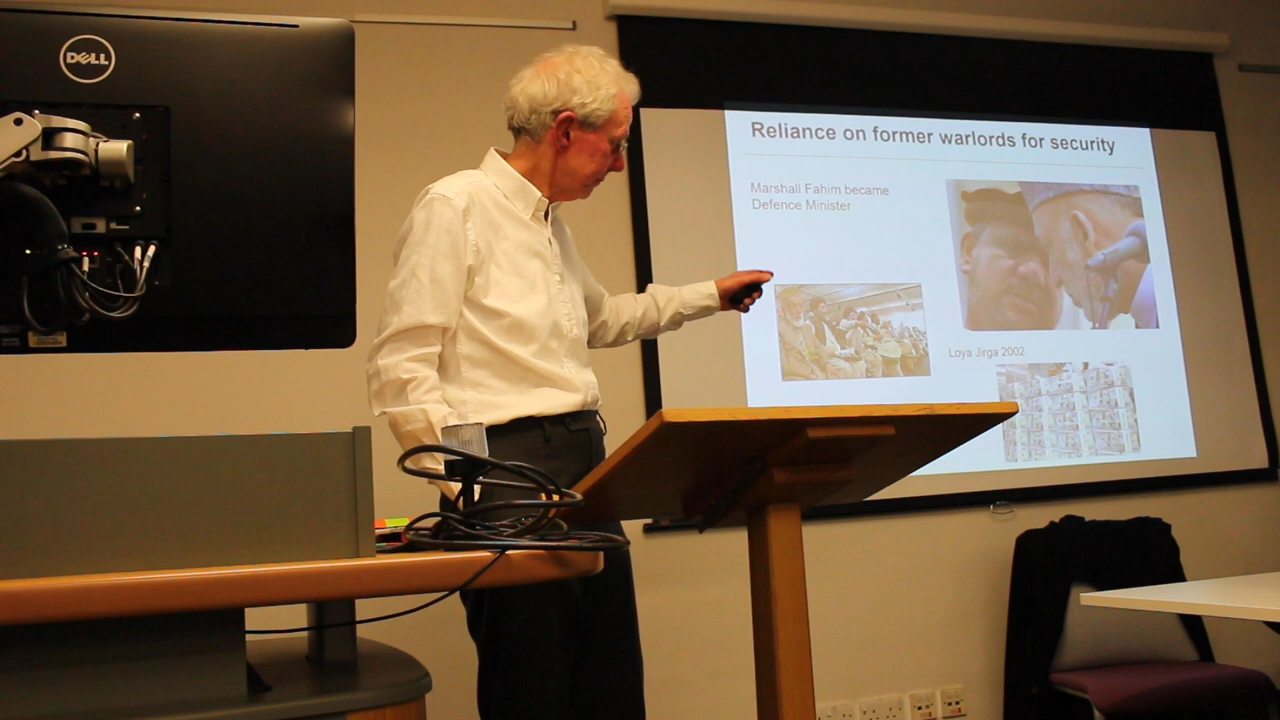 DELL
Reliance on former warlords for security
Marshall Fahim became
Defence Minister
Loya Jirga 2002